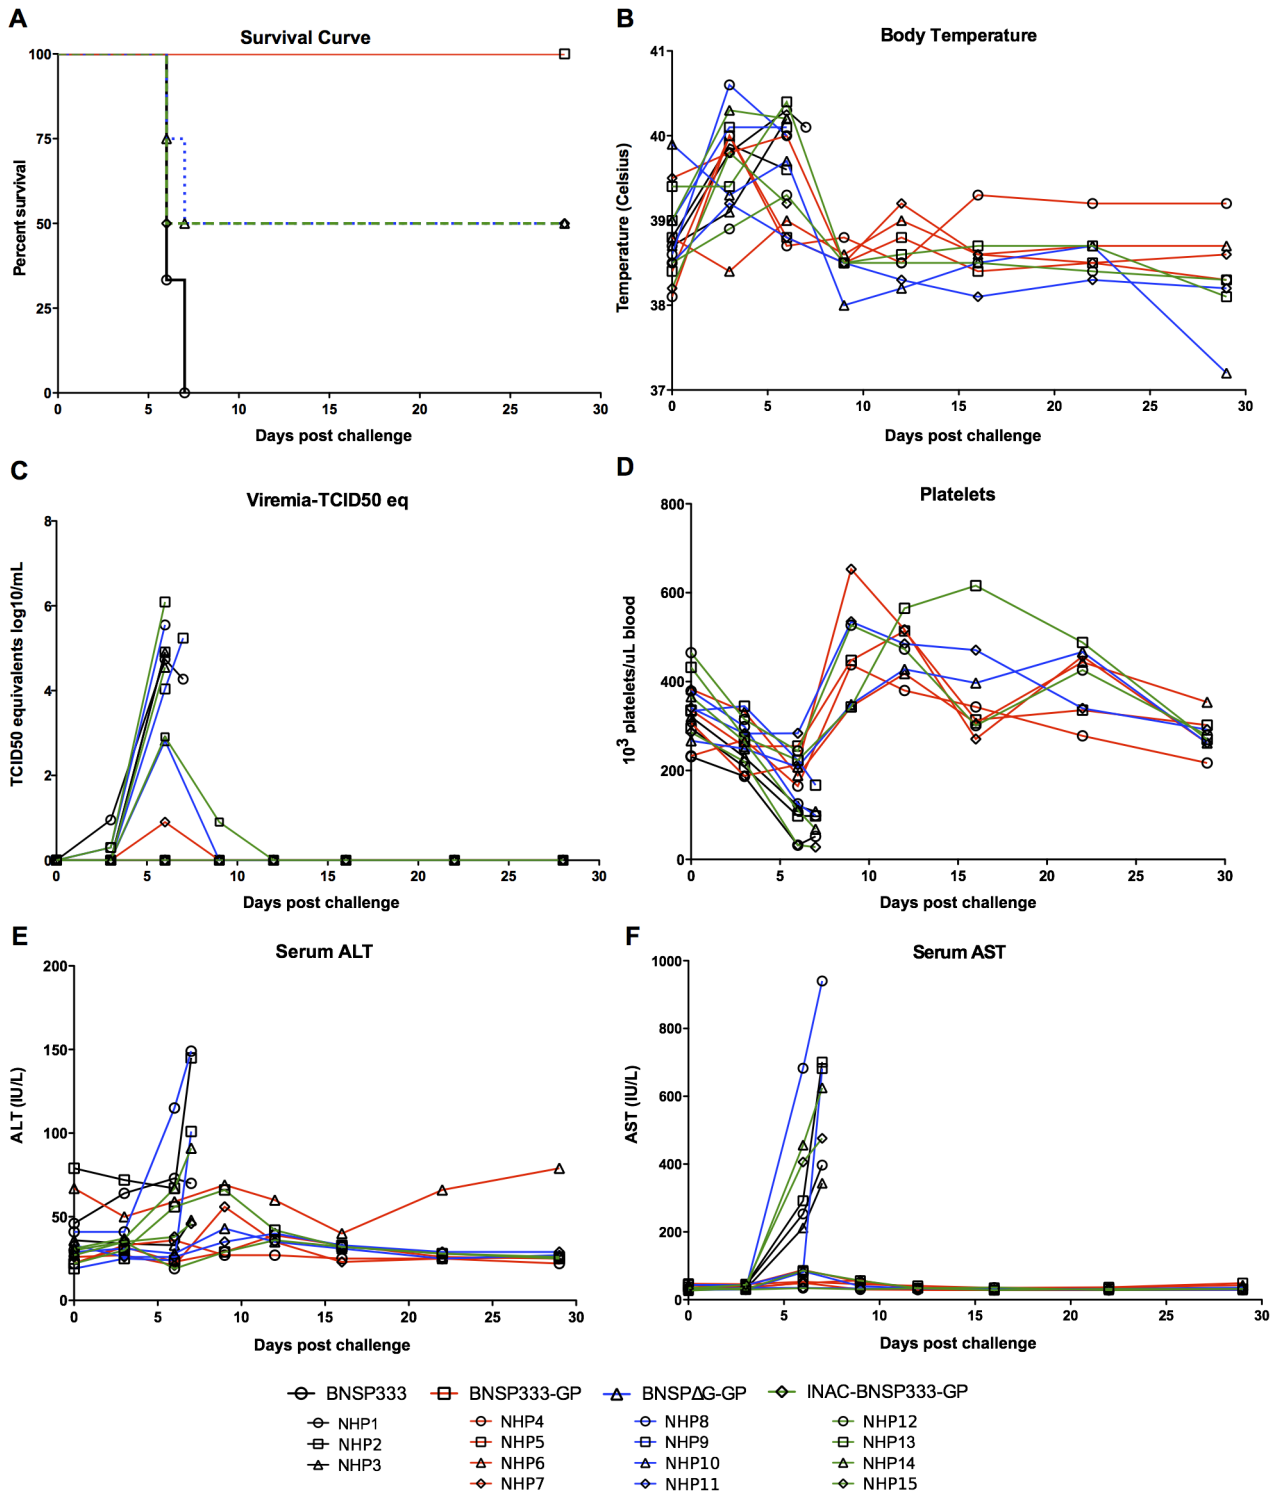 A
Survival Curve
Percent survival
100
75
50
25
0
0 5 10 15 20 25 30
Days post challenge
B
Body Temperature
Temperature (Celsius)
41
40
39
38
37
0 5 10 15 20 25 30
Days post challenge
C
Viremia-TCID50 eq
TCID50 equivalents log10/mL
8
6
4
2
0
0 5 10 15 20 25 30
Days post challenge
D
Platelets
10³ platelets/uL blood
800
600
400
200
0
0 5 10 15 20 25 30
Days post challenge
E
Serum ALT
ALT (IU/L)
200
150
100
50
0
0 5 10 15 20 25 30
Days post challenge
F
Serum AST
AST (IU/L)
1000
800
600
400
200
0
0 5 10 15 20 25 30
Days post challenge
BNSP333 BNSP333-GP BNSPΔG-GP INAC-BNSP333-GP
NHP1 NHP4 NHP8 NHP12
NHP2 NHP5 NHP9 NHP13
NHP3 NHP6 NHP10 NHP14
NHP7 NHP11 NHP15